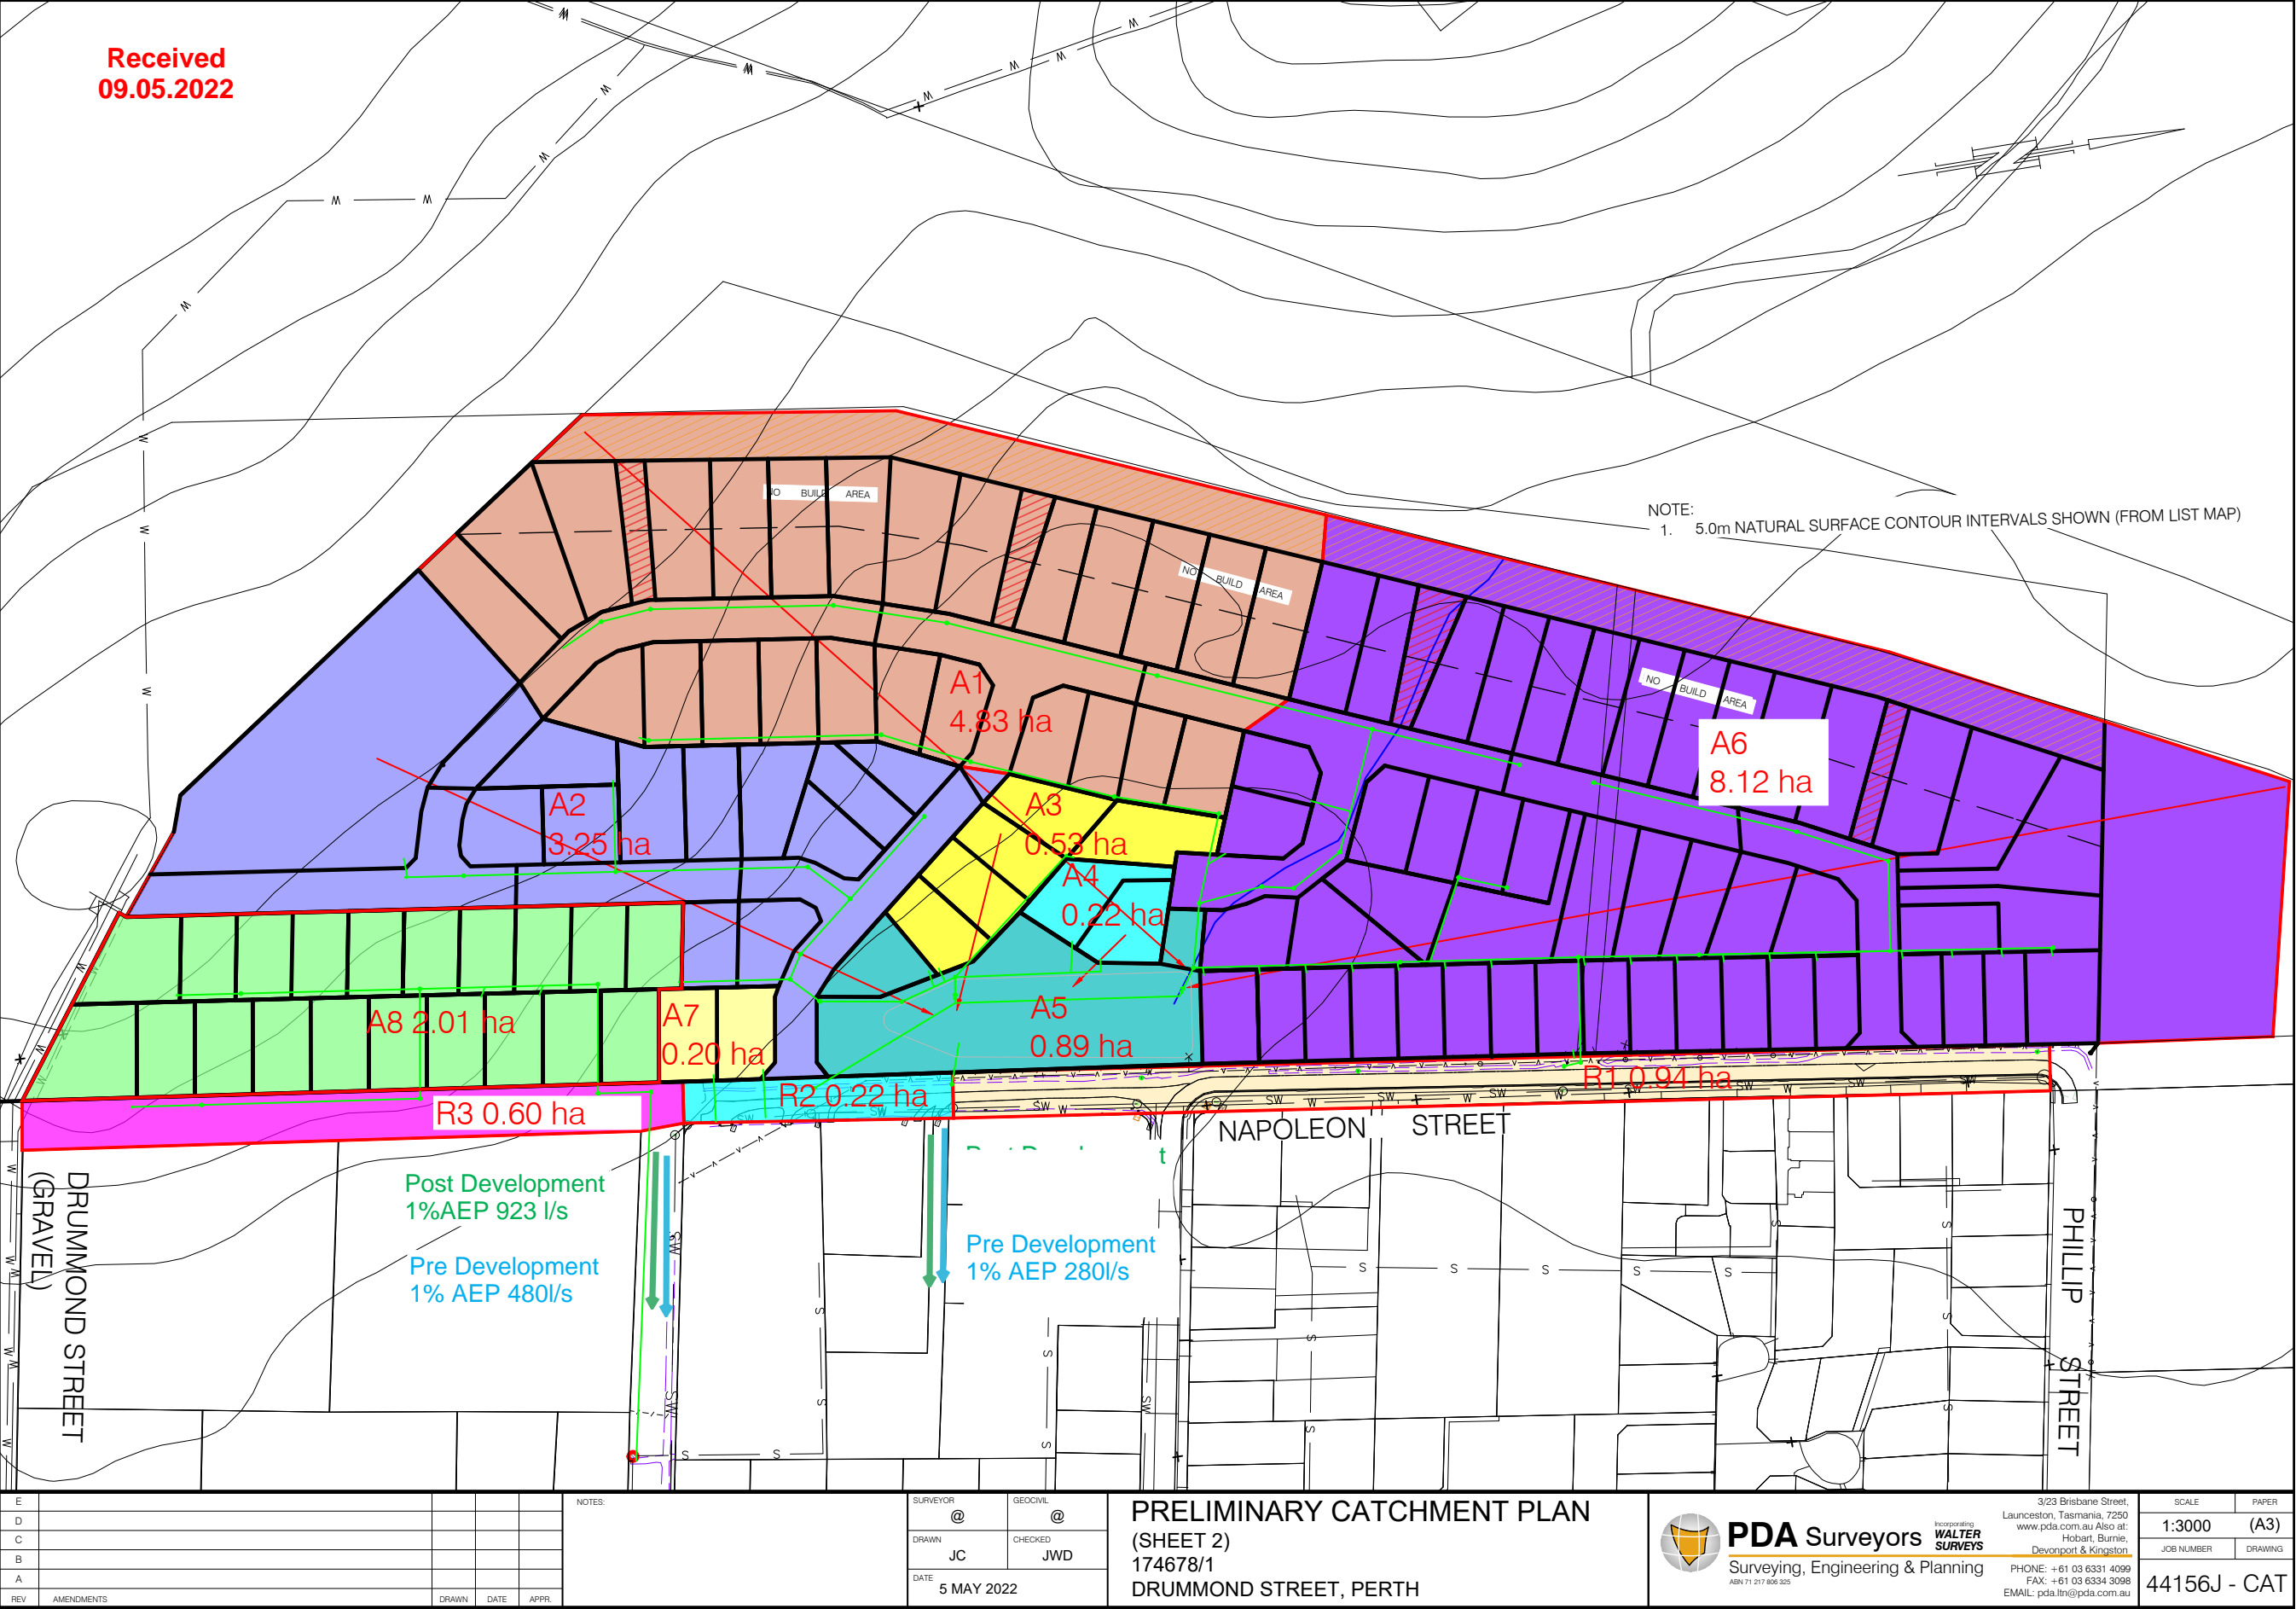 Received
09.05.2022
NO BUILD AREA
NO BUILD AREA
NO BUILD AREA
NOTE:
1. 5.0m NATURAL SURFACE CONTOUR INTERVALS SHOWN (FROM LIST MAP)
A1
4.83 ha
A6
8.12 ha
A2
3.25 ha
A3
0.53 ha
A4
0.22 ha
A5
0.89 ha
A7
0.20 ha
A8 2.01 ha
R1 0.94 ha
R2 0.22 ha
R3 0.60 ha
NAPOLEON STREET
DRUMMOND STREET
(GRAVEL)
PHILLIP STREET
Post Development
1%AEP 923 l/s
Pre Development
1% AEP 480l/s
Pre Development
1% AEP 280l/s
E
D
C
B
A
REV AMENDMENTS DRAWN DATE APPR.
NOTES:
SURVEYOR
@
GEOCIVIL
@
DRAWN
JC
CHECKED
JWD
DATE
5 MAY 2022
PRELIMINARY CATCHMENT PLAN
(SHEET 2)
174678/1
DRUMMOND STREET, PERTH
PDA Surveyors
Incorporating
WALTER
SURVEYS
Surveying, Engineering & Planning
ABN 71 217 806 325
3/23 Brisbane Street,
Launceston, Tasmania, 7250
www.pda.com.au Also at:
Hobart, Burnie,
Devonport & Kingston
PHONE: +61 03 6331 4099
FAX: +61 03 6334 3098
EMAIL: pda.ltn@pda.com.au
SCALE
1:3000
PAPER
(A3)
JOB NUMBER DRAWING
44156J - CAT